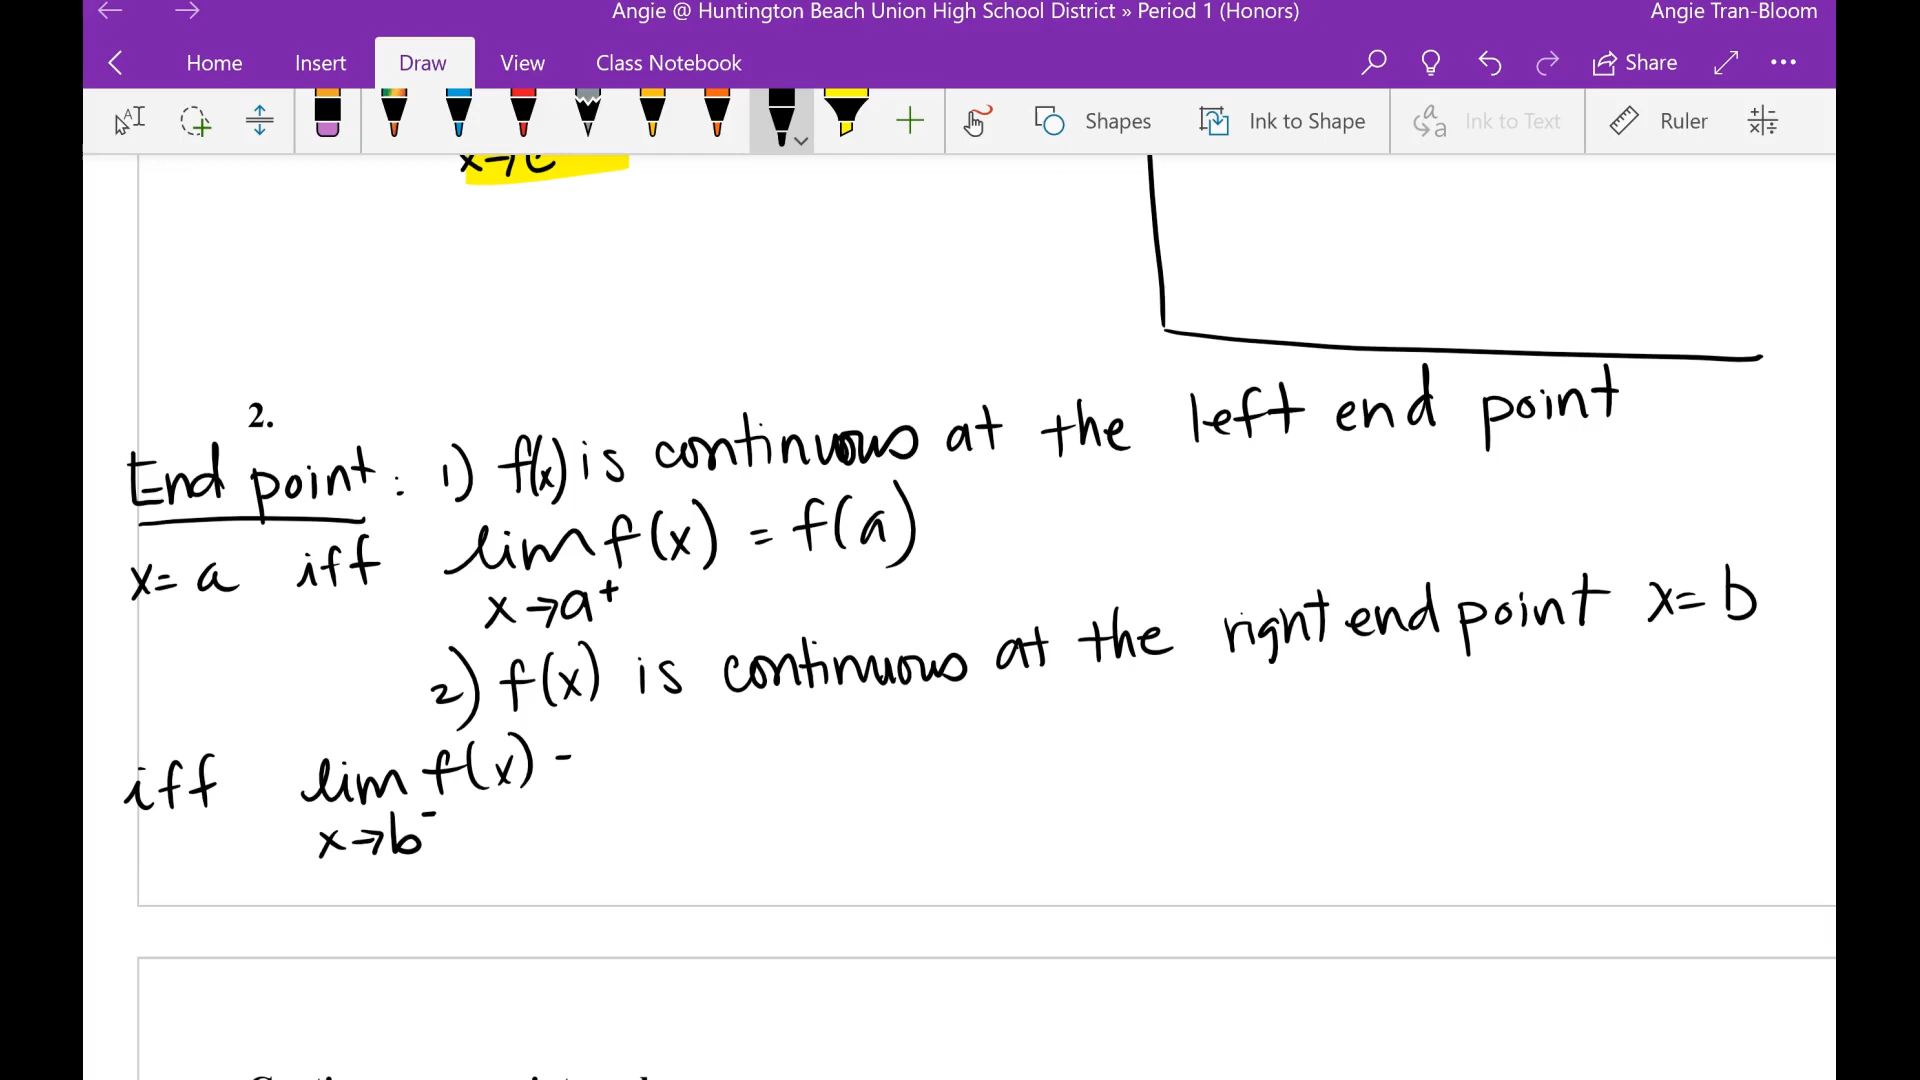 Angie @ Huntington Beach Union High School District » Period 1 (Honors)
Angie Tran-Bloom
Home Insert Draw View Class Notebook Share
Shapes Ink to Shape Ink to Text Ruler
x→c
2.
End point: 1) f(x) is continuous at the left end point
x=a iff lim f(x) = f(a)
x→a⁺
2) f(x) is continuous at the right end point x=b
iff lim f(x) -
x→b⁻